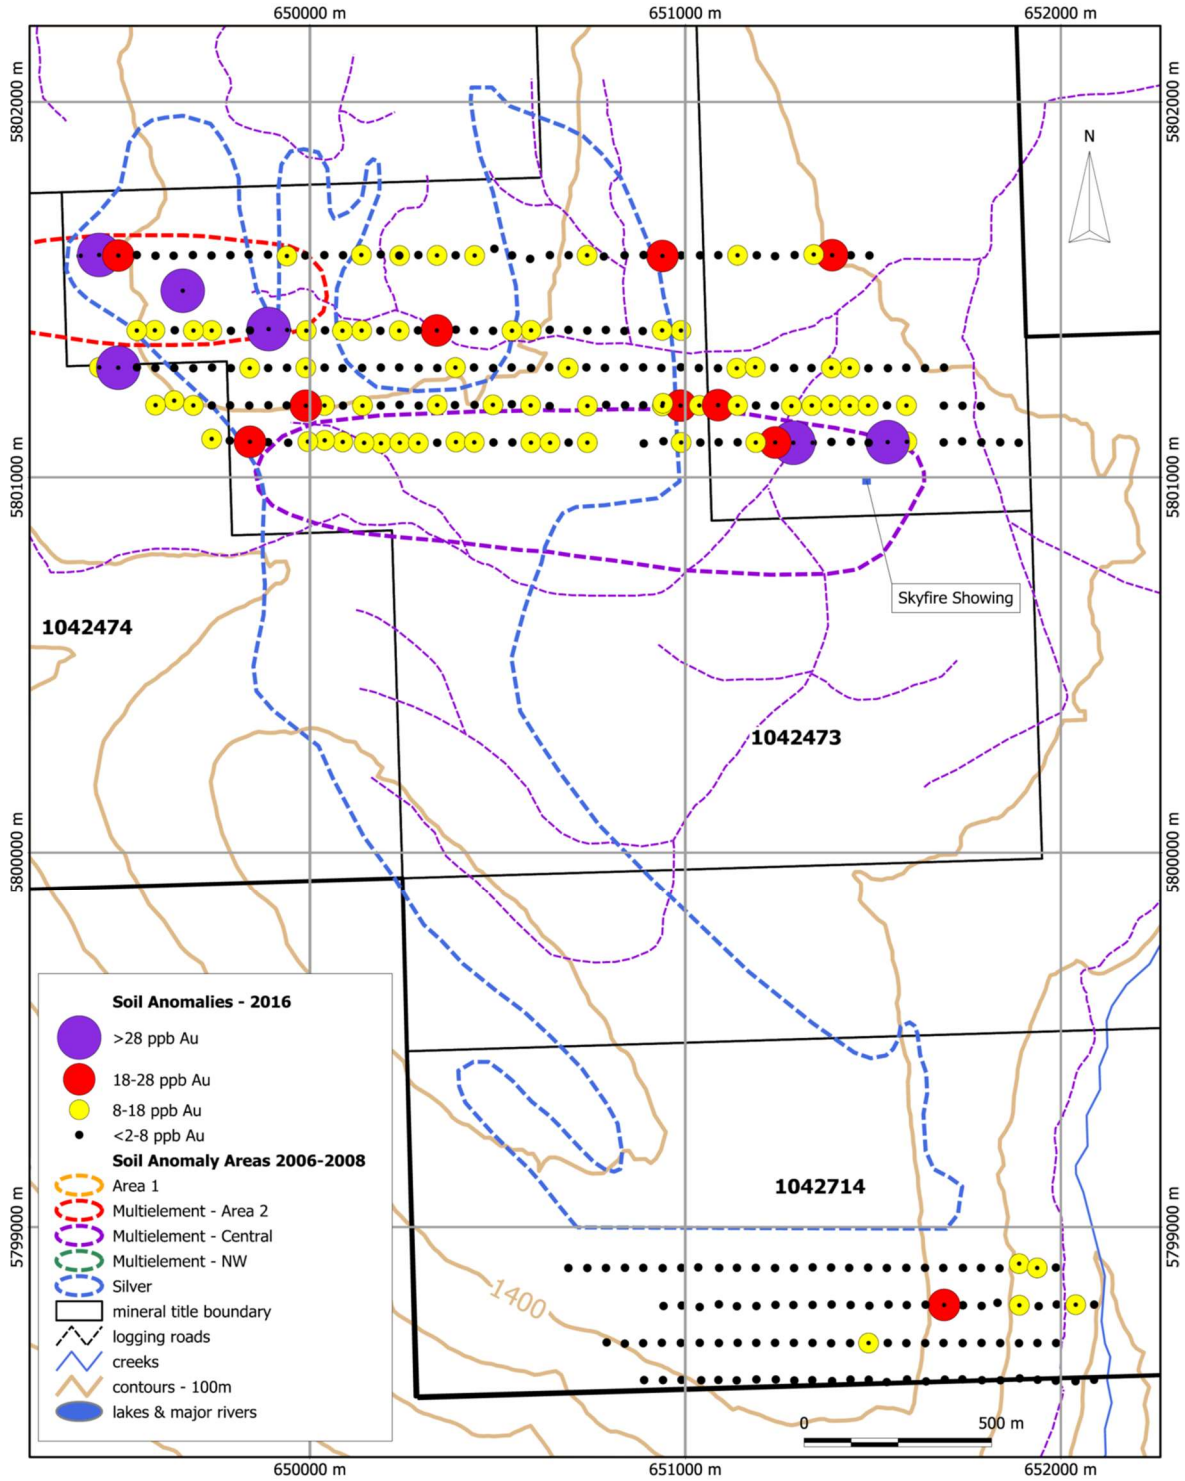 650000 m 651000 m 652000 m
5802000 m 5802000 m
N
5801000 m 5801000 m
Skyfire Showing
1042474
1042473
5800000 m 5800000 m
Soil Anomalies - 2016
>28 ppb Au
18-28 ppb Au
8-18 ppb Au
<2-8 ppb Au
Soil Anomaly Areas 2006-2008
Area 1
Multielement - Area 2
Multielement - Central
Multielement - NW
Silver
mineral title boundary
logging roads
creeks
contours - 100m
lakes & major rivers
1042714
5799000 m 5799000 m
1400
0 500 m
650000 m 651000 m 652000 m